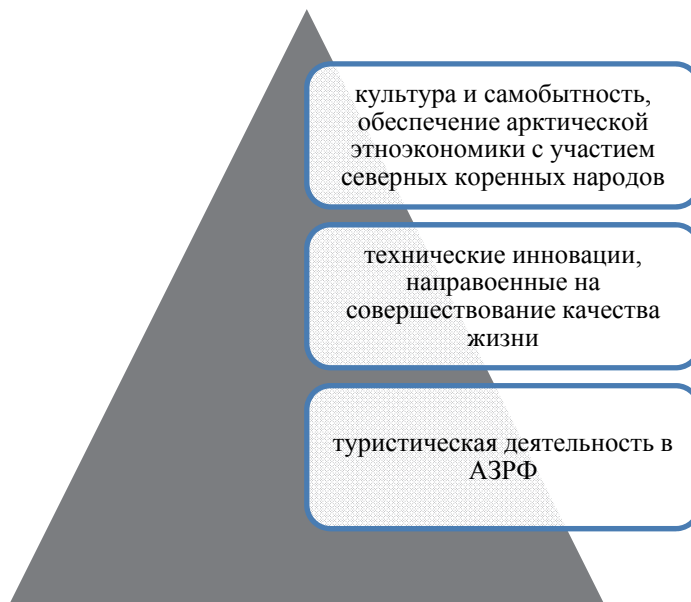 культура и самобытность,
обеспечение арктической
этноэкономики с участием
северных коренных народов
технические инновации,
направоенные на
совершествование качества
жизни
туристическая деятельность в
АЗРФ